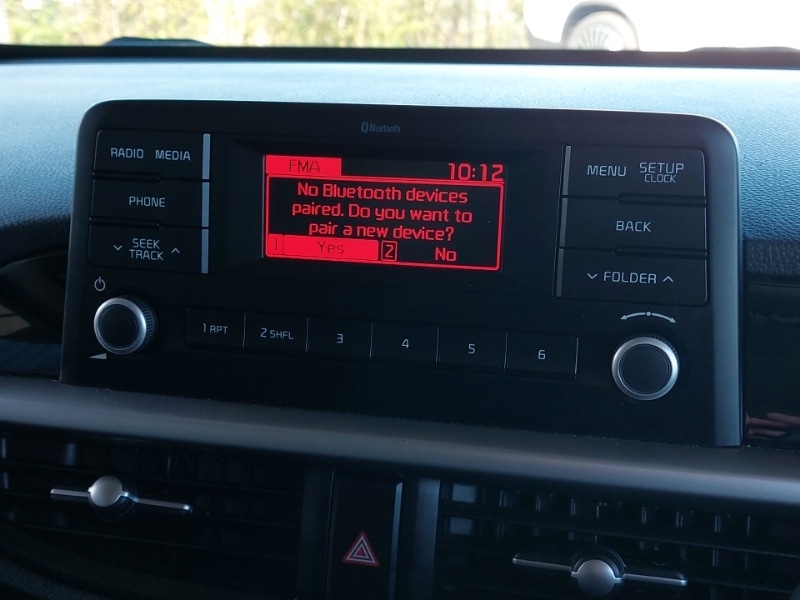 Bluetooth
RADIO MEDIA
PHONE
SEEK
TRACK
FMA 10:12
No Bluetooth devices
paired. Do you want to
pair a new device?
1 Yes 2 No
MENU SETUP
CLOCK
BACK
FOLDER
1 RPT 2 SHFL 3 4 5 6